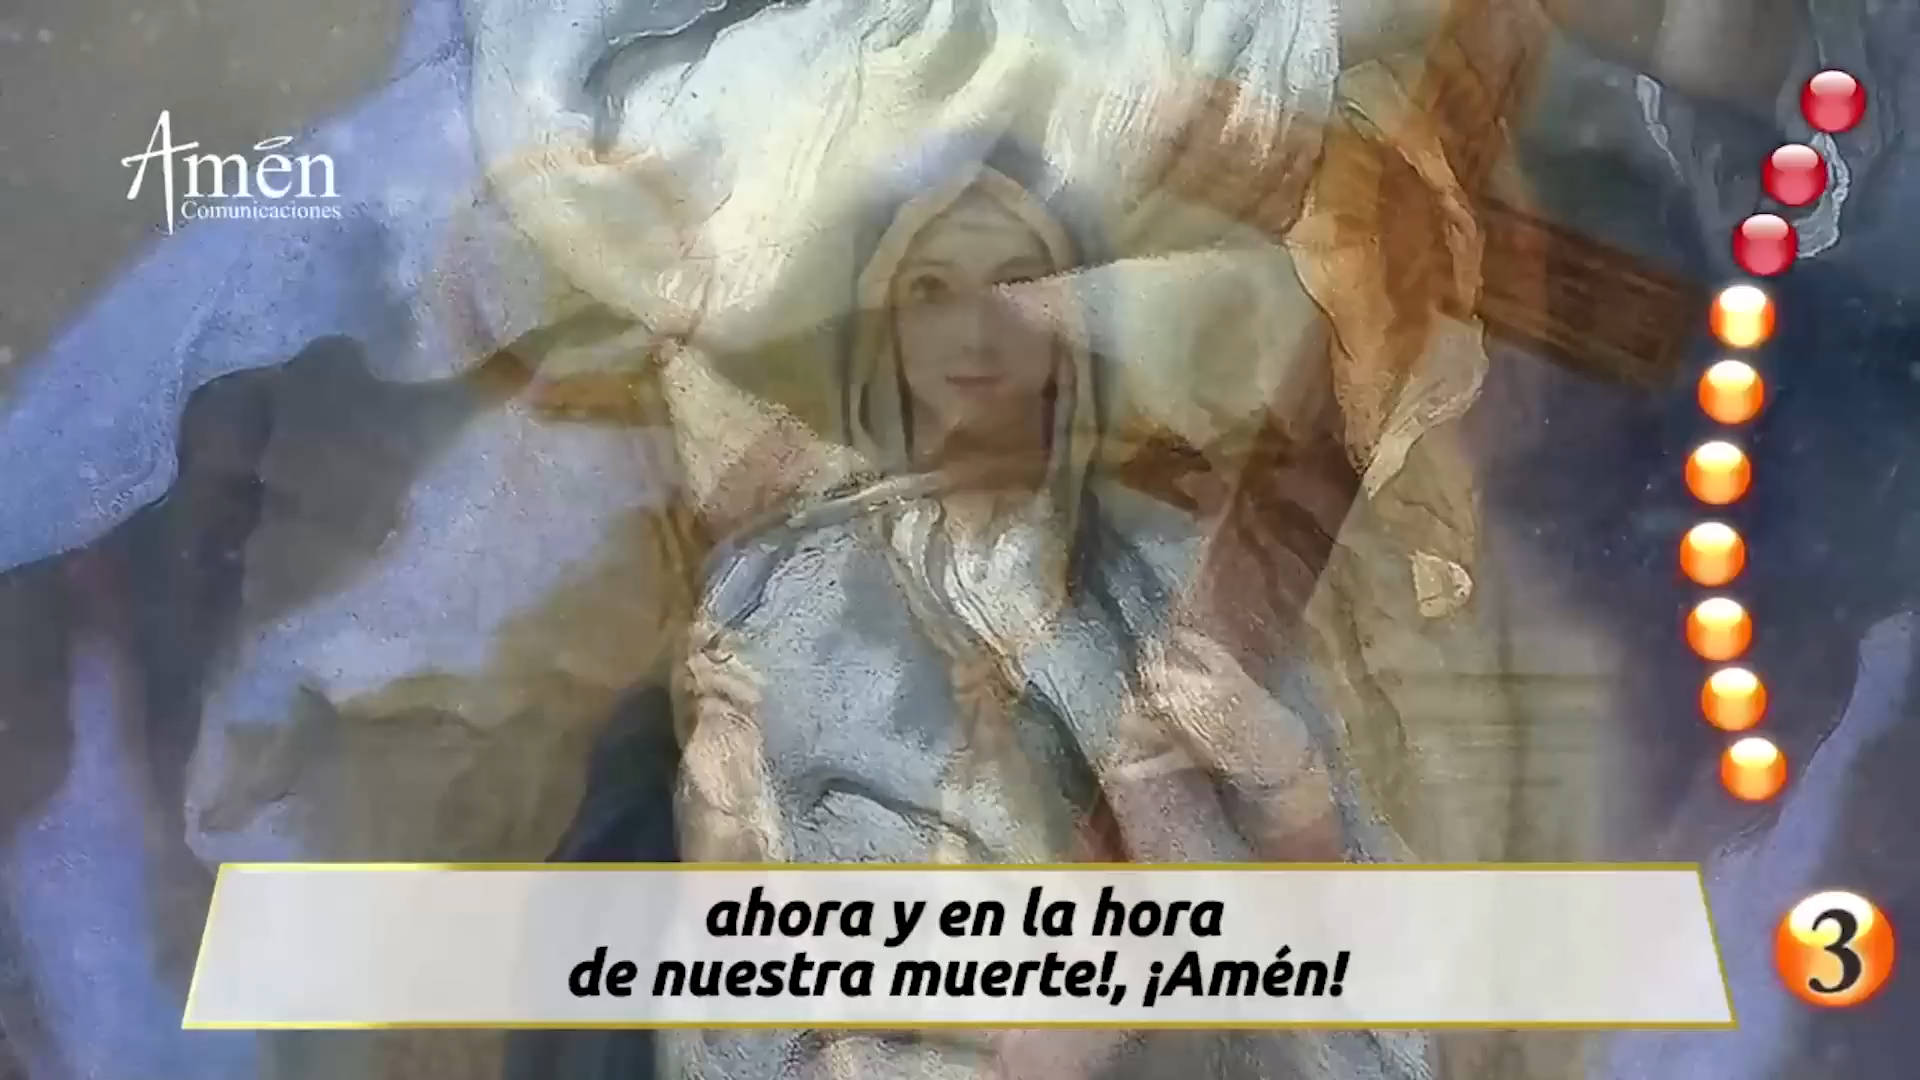 Amén
Comunicaciones
ahora y en la hora
de nuestra muerte!, ¡Amén!
3